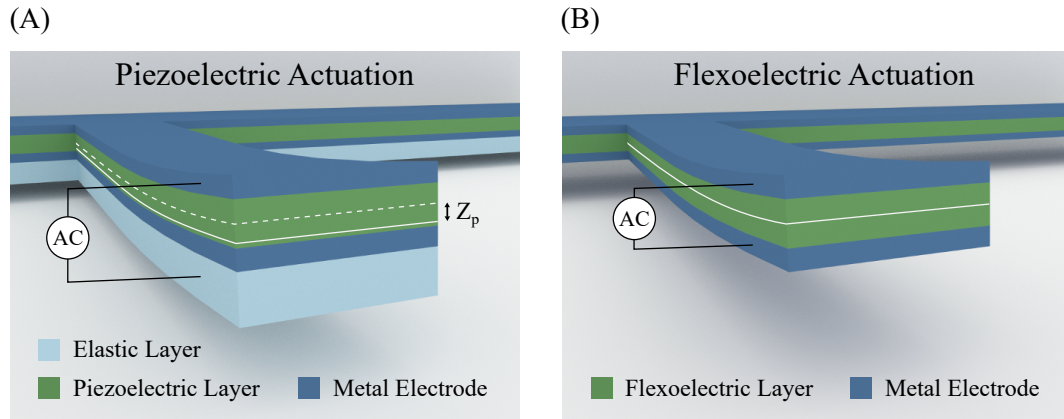 (A)
Piezoelectric Actuation
AC
Zp
Elastic Layer
Piezoelectric Layer Metal Electrode
(B)
Flexoelectric Actuation
AC
Flexoelectric Layer Metal Electrode